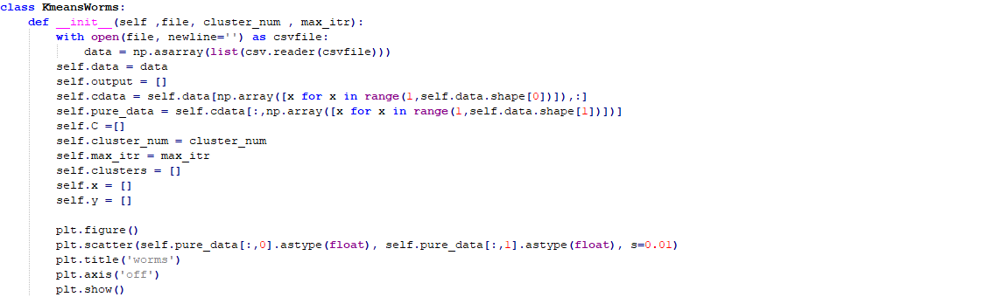 class KmeansWorms:
    def __init__(self ,file, cluster_num , max_itr):
        with open(file, newline='') as csvfile:
            data = np.asarray(list(csv.reader(csvfile)))
        self.data = data
        self.output = []
        self.cdata = self.data[np.array([x for x in range(1,self.data.shape[0])]),:]
        self.pure_data = self.cdata[:,np.array([x for x in range(1,self.data.shape[1])])]
        self.C =[]
        self.cluster_num = cluster_num
        self.max_itr = max_itr
        self.clusters = []
        self.x = []
        self.y = []

        plt.figure()
        plt.scatter(self.pure_data[:,0].astype(float), self.pure_data[:,1].astype(float), s=0.01)
        plt.title('worms')
        plt.axis('off')
        plt.show()